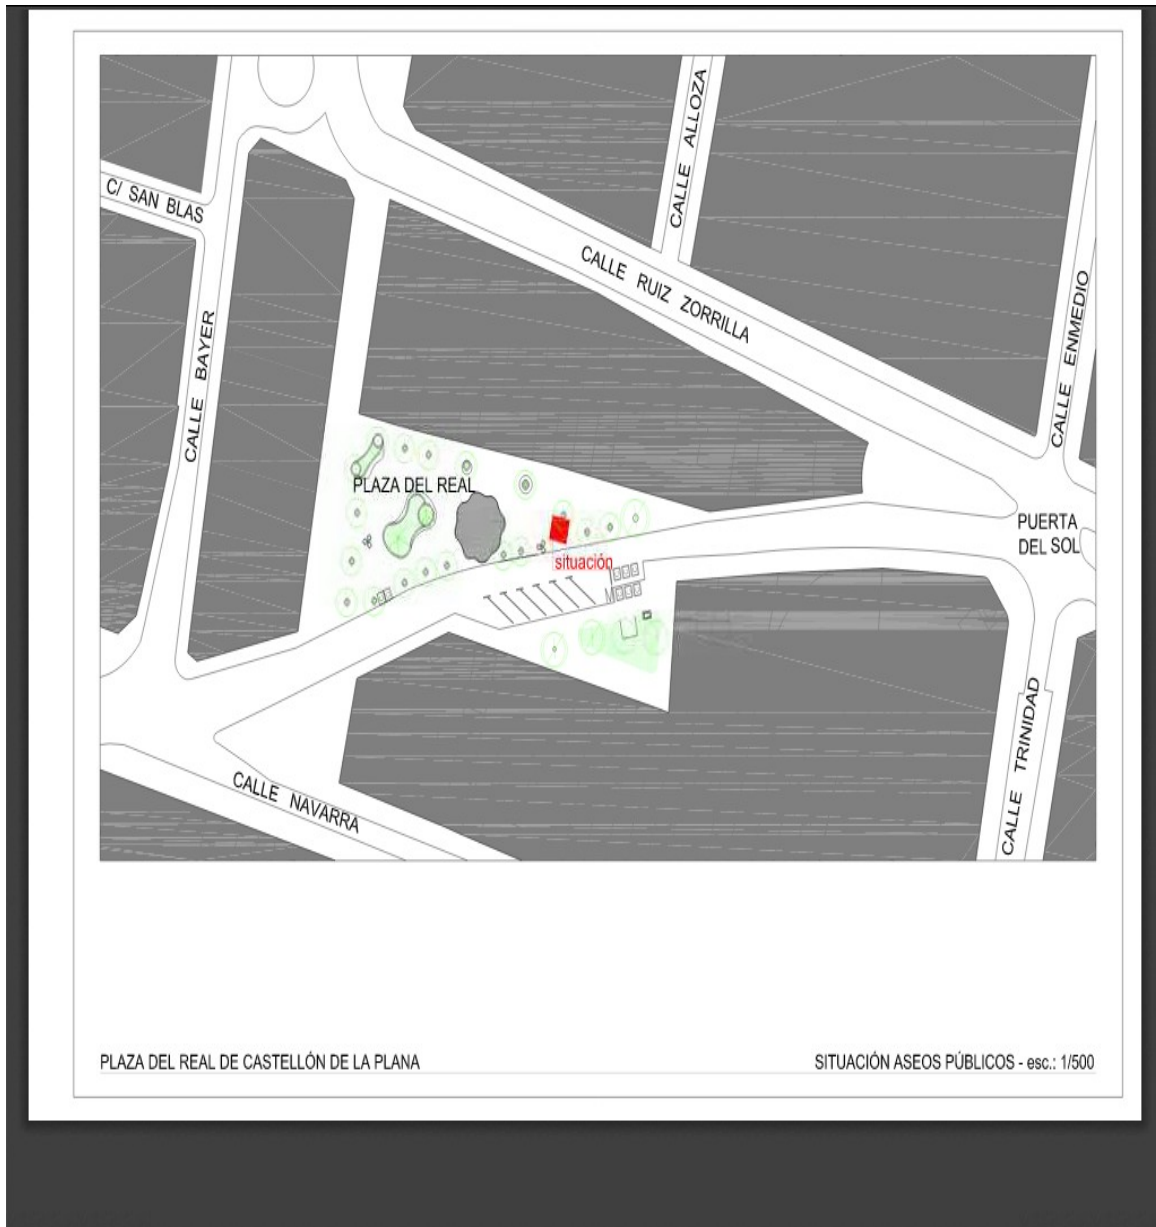 CALLE ALLOZA
C/ SAN BLAS
CALLE RUIZ ZORRILLA
CALLE BAYER
CALLE ENMEDIO
PLAZA DEL REAL
PUERTA
DEL SOL
situación
CALLE TRINIDAD
CALLE NAVARRA
PLAZA DEL REAL DE CASTELLÓN DE LA PLANA
SITUACIÓN ASEOS PÚBLICOS - esc.: 1/500